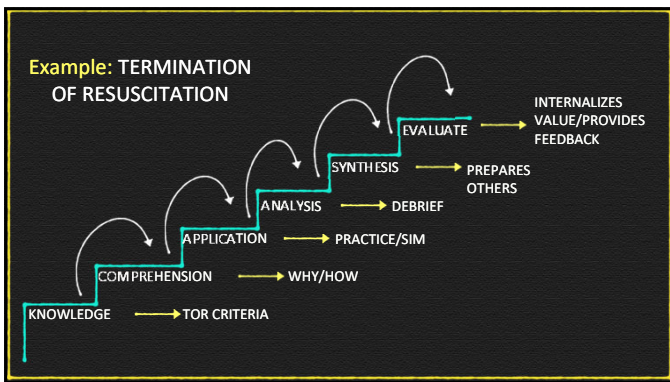 Example: TERMINATION
OF RESUSCITATION
EVALUATE
INTERNALIZES
VALUE/PROVIDES
FEEDBACK
SYNTHESIS
PREPARES
OTHERS
ANALYSIS
DEBRIEF
APPLICATION
PRACTICE/SIM
COMPREHENSION
WHY/HOW
KNOWLEDGE
TOR CRITERIA